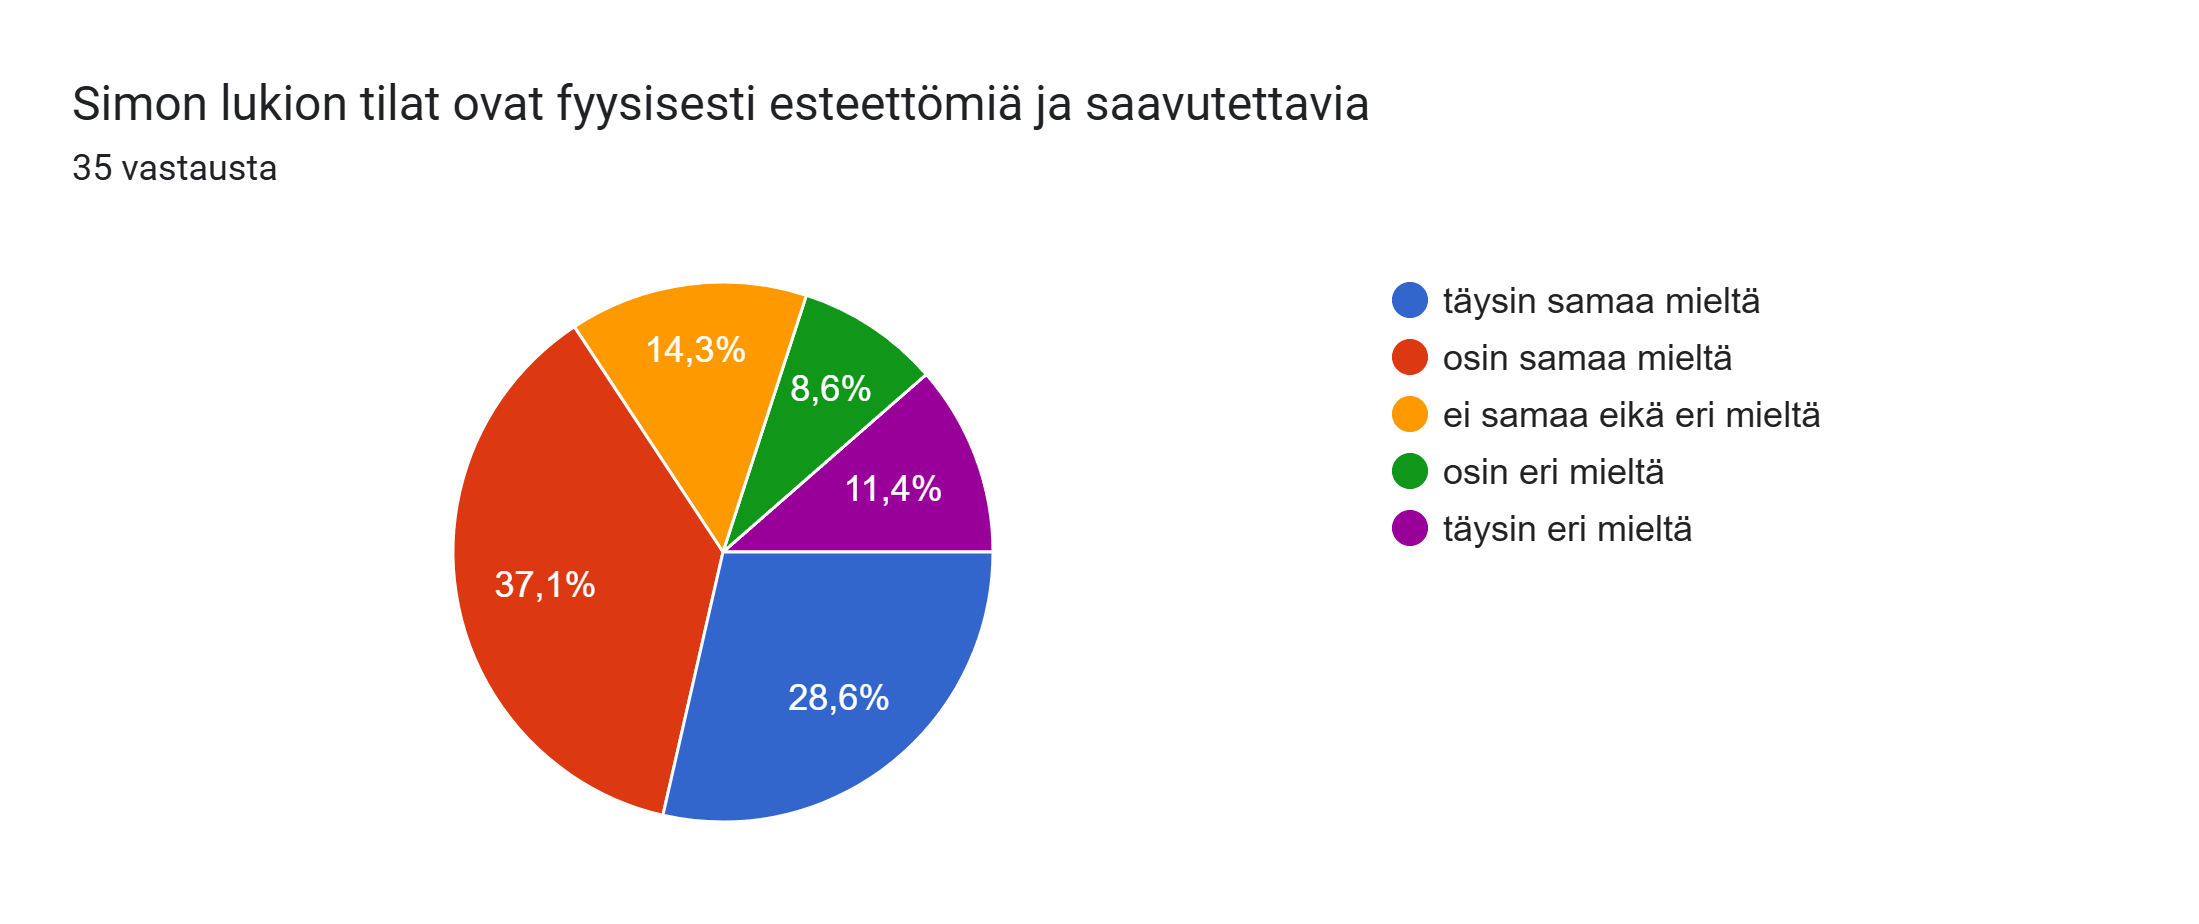 Simon lukion tilat ovat fyysisesti esteettömiä ja saavutettavia
35 vastausta
14,3%
8,6%
11,4%
37,1%
28,6%
täysin samaa mieltä
osin samaa mieltä
ei samaa eikä eri mieltä
osin eri mieltä
täysin eri mieltä